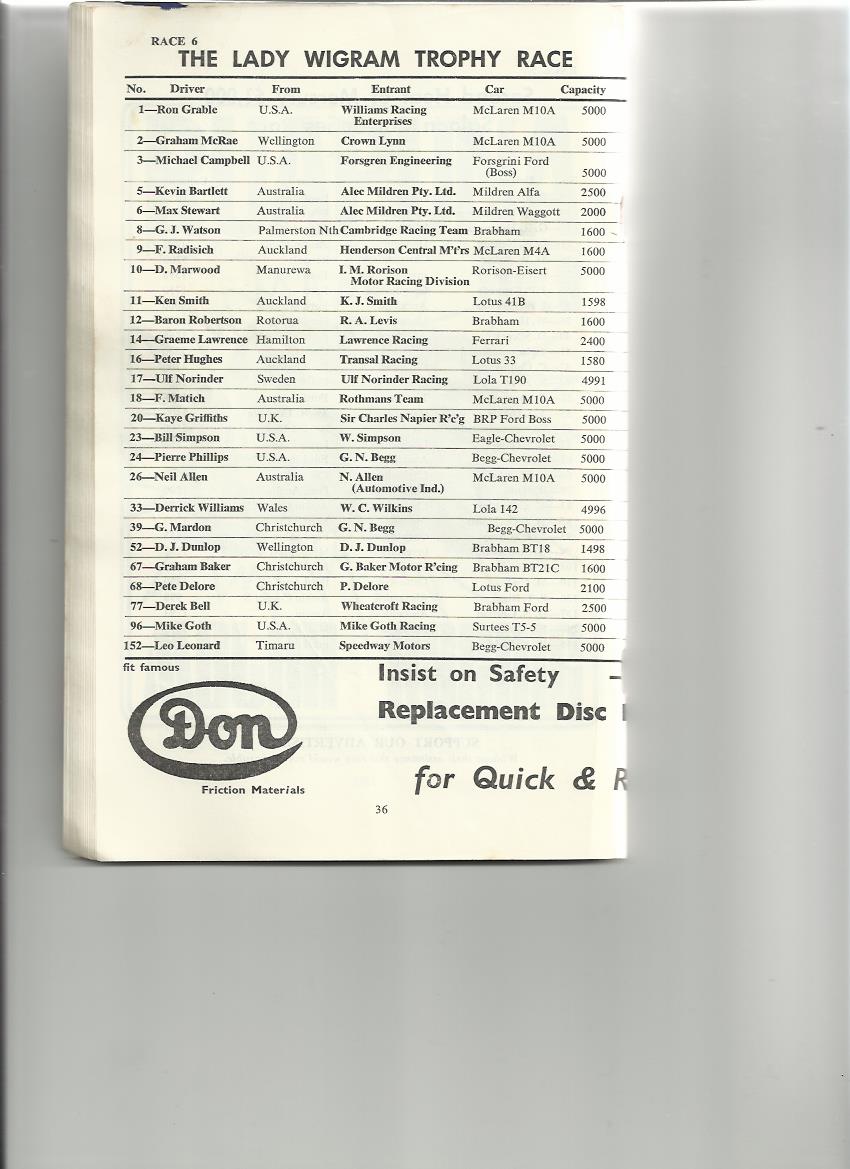 RACE 6
THE LADY WIGRAM TROPHY RACE
No. Driver From Entrant Car Capacity
1—Ron Grable U.S.A. Williams Racing McLaren M10A 5000
Enterprises
2—Graham McRae Wellington Crown Lynn McLaren M10A 5000
3—Michael Campbell U.S.A. Forsgren Engineering Forsgrini Ford
(Boss) 5000
5—Kevin Bartlett Australia Alec Mildren Pty. Ltd. Mildren Alfa 2500
6—Max Stewart Australia Alec Mildren Pty. Ltd. Mildren Waggott 2000
8—G. J. Watson Palmerston Nth Cambridge Racing Team Brabham 1600
9—F. Radisich Auckland Henderson Central M't'rs McLaren M4A 1600
10—D. Marwood Manurewa I. M. Rorison Rorison-Eisert 5000
Motor Racing Division
11—Ken Smith Auckland K. J. Smith Lotus 41B 1598
12—Baron Robertson Rotorua R. A. Levis Brabham 1600
14—Graeme Lawrence Hamilton Lawrence Racing Ferrari 2400
16—Peter Hughes Auckland Transal Racing Lotus 33 1580
17—Ulf Norinder Sweden Ulf Norinder Racing Lola T190 4991
18—F. Matich Australia Rothmans Team McLaren M10A 5000
20—Kaye Griffiths U.K. Sir Charles Napier R'c'g BRP Ford Boss 5000
23—Bill Simpson U.S.A. W. Simpson Eagle-Chevrolet 5000
24—Pierre Phillips U.S.A. G. N. Begg Begg-Chevrolet 5000
26—Neil Allen Australia N. Allen McLaren M10A 5000
(Automotive Ind.)
33—Derrick Williams Wales W. C. Wilkins Lola 142 4996
39—G. Mardon Christchurch G. N. Begg Begg-Chevrolet 5000
52—D. J. Dunlop Wellington D. J. Dunlop Brabham BT18 1498
67—Graham Baker Christchurch G. Baker Motor R'cing Brabham BT21C 1600
68—Pete Delore Christchurch P. Delore Lotus Ford 2100
77—Derek Bell U.K. Wheatcroft Racing Brabham Ford 2500
96—Mike Goth U.S.A. Mike Goth Racing Surtees T5-5 5000
152—Leo Leonard Timaru Speedway Motors Begg-Chevrolet 5000
fit famous
Don
Friction Materials
Insist on Safety –
Replacement Disc
for Quick & R
36